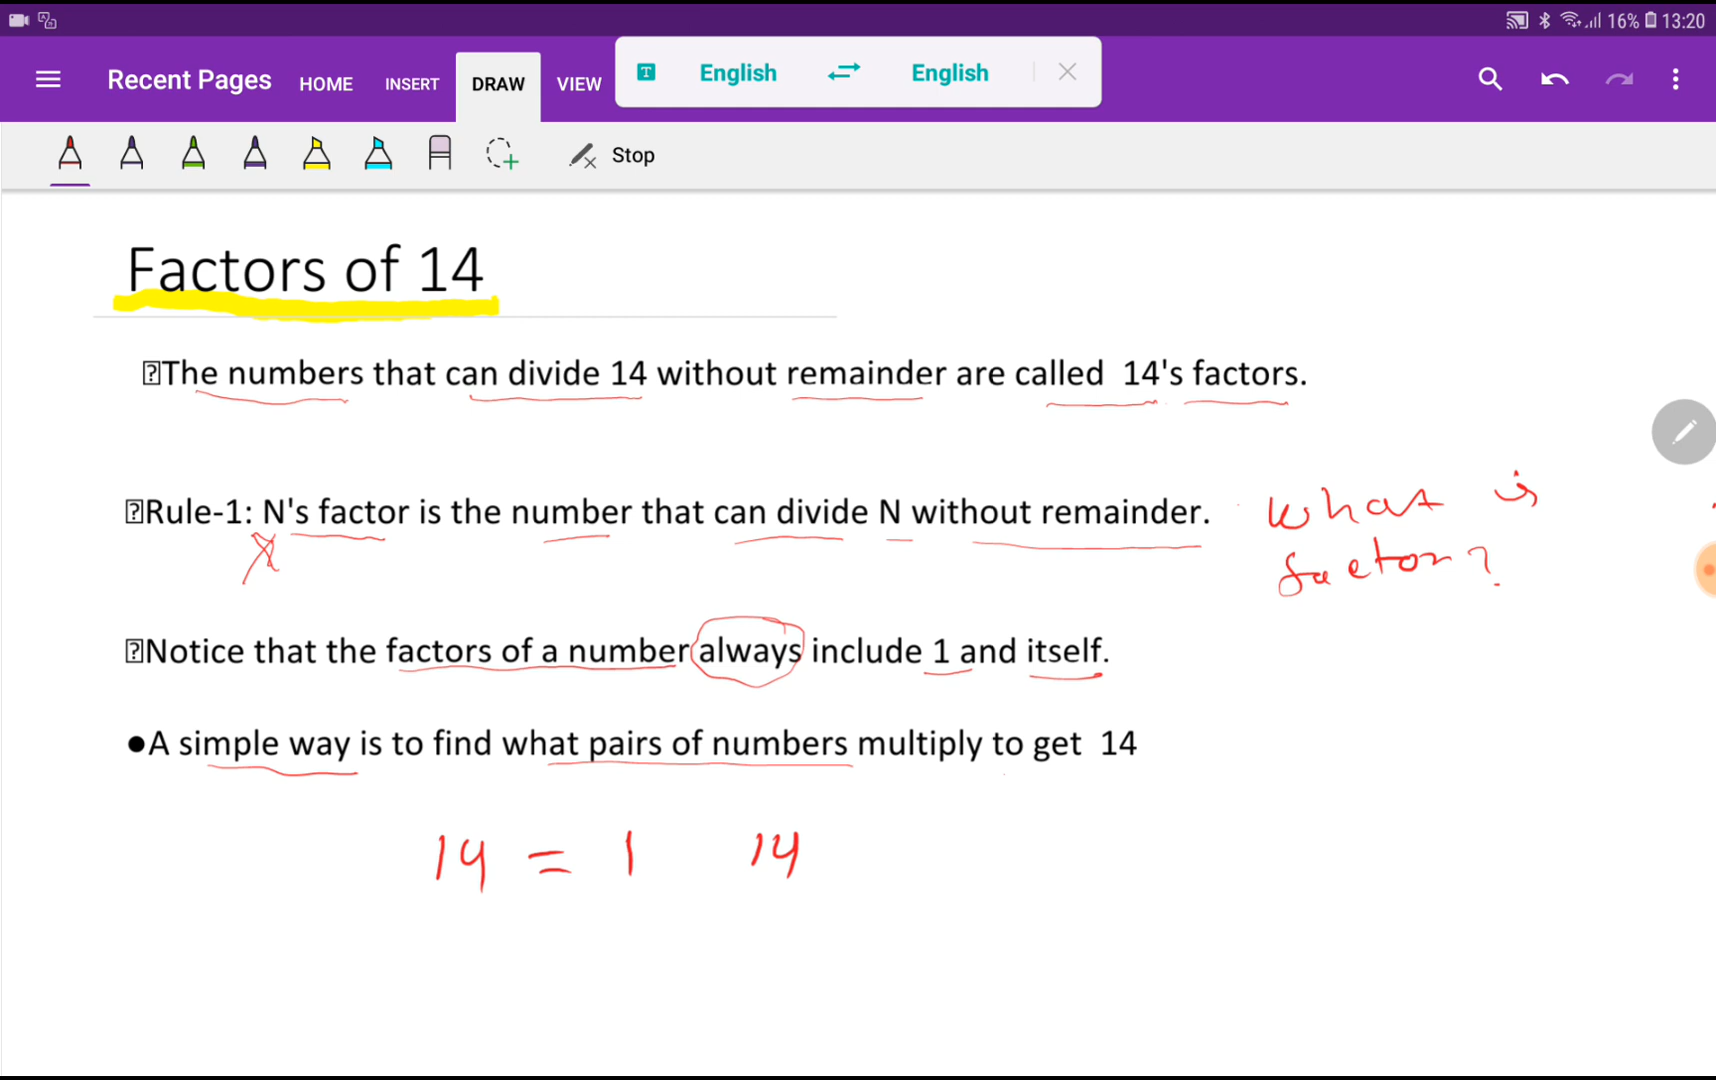 16% 13:20
Recent Pages HOME INSERT DRAW VIEW English English
Stop
Factors of 14
The numbers that can divide 14 without remainder are called 14's factors.
Rule-1: N's factor is the number that can divide N without remainder. What is
factor?
Notice that the factors of a number always include 1 and itself.
●A simple way is to find what pairs of numbers multiply to get 14
14 = 1 14